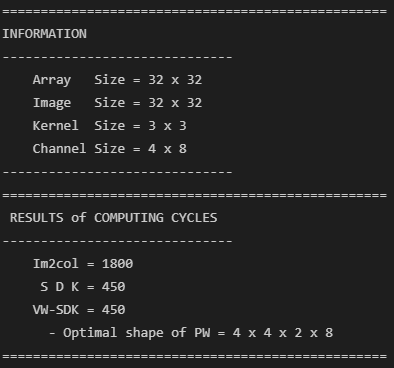 ==================================================
INFORMATION
------------------------------
Array Size = 32 x 32
Image Size = 32 x 32
Kernel Size = 3 x 3
Channel Size = 4 x 8
------------------------------
==================================================
RESULTS of COMPUTING CYCLES
------------------------------
Im2col = 1800
S D K = 450
VW-SDK = 450
- Optimal shape of PW = 4 x 4 x 2 x 8
==================================================